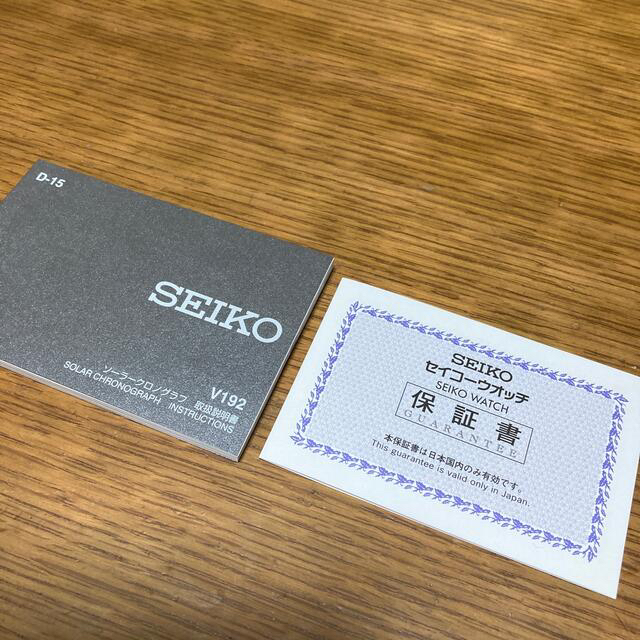 D-15
SEIKO
V192
ソーラークロノグラフ 取扱説明書
SOLAR CHRONOGRAPH INSTRUCTIONS
SEIKO
セイコーウオッチ
SEIKO WATCH
保証書
GUARANTEE
本保証書は日本国内のみ有効です。
This guarantee is valid only in Japan.